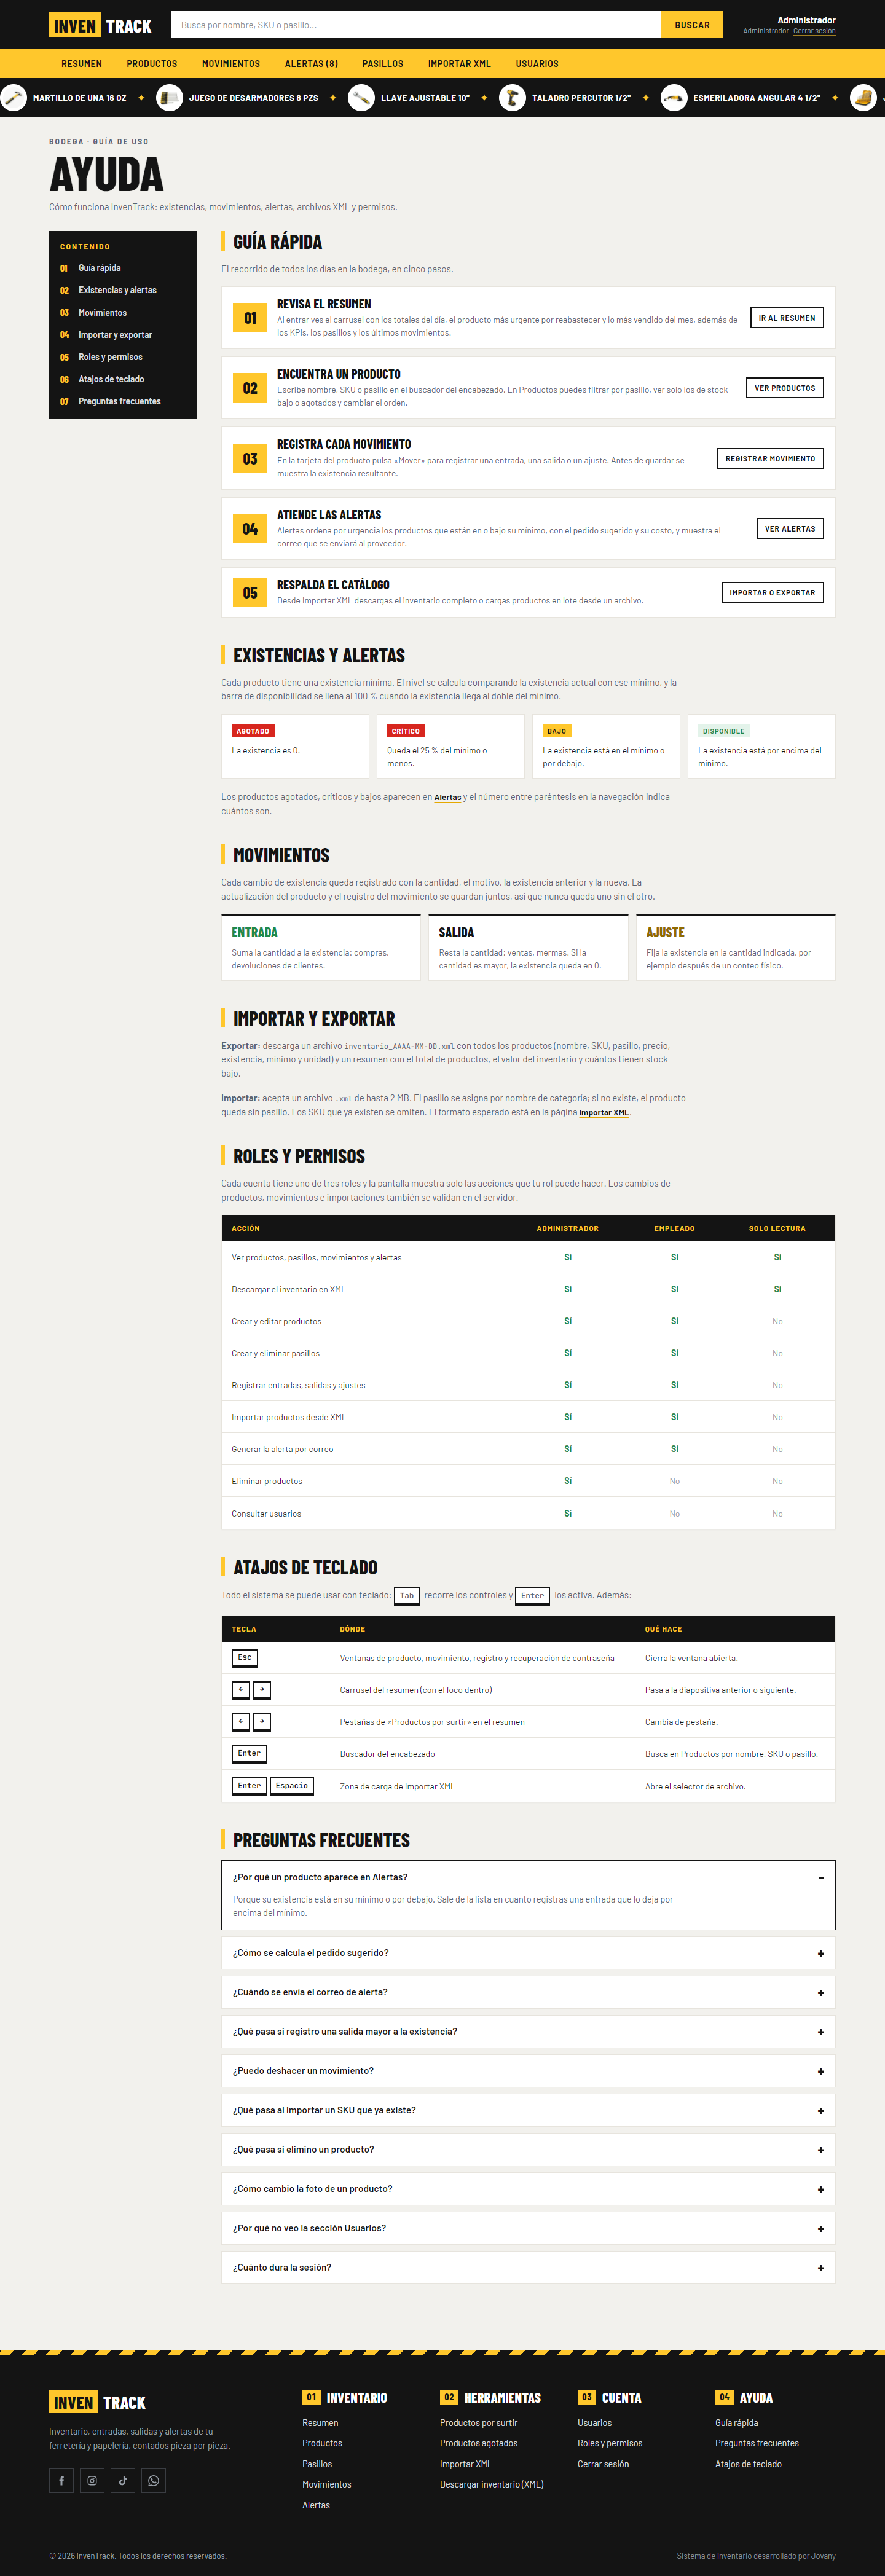 INVEN TRACK
Busca por nombre, SKU o pasillo...
BUSCAR
Administrador
Administrador · Cerrar sesión
RESUMEN PRODUCTOS MOVIMIENTOS ALERTAS (8) PASILLOS IMPORTAR XML USUARIOS
MARTILLO DE UNA 16 OZ ✦ JUEGO DE DESARMADORES 8 PZS ✦ LLAVE AJUSTABLE 10" ✦ TALADRO PERCUTOR 1/2" ✦ ESMERILADORA ANGULAR 4 1/2" ✦
BODEGA · GUÍA DE USO
AYUDA
Cómo funciona InvenTrack: existencias, movimientos, alertas, archivos XML y permisos.
CONTENIDO
01 Guía rápida
02 Existencias y alertas
03 Movimientos
04 Importar y exportar
05 Roles y permisos
06 Atajos de teclado
07 Preguntas frecuentes
GUÍA RÁPIDA
El recorrido de todos los días en la bodega, en cinco pasos.
01
REVISA EL RESUMEN
Al entrar ves el carrusel con los totales del día, el producto más urgente por reabastecer y lo más vendido del mes, además de
los KPIs, los pasillos y los últimos movimientos.
IR AL RESUMEN
02
ENCUENTRA UN PRODUCTO
Escribe nombre, SKU o pasillo en el buscador del encabezado. En Productos puedes filtrar por pasillo, ver solo los de stock
bajo o agotados y cambiar el orden.
VER PRODUCTOS
03
REGISTRA CADA MOVIMIENTO
En la tarjeta del producto pulsa «Mover» para registrar una entrada, una salida o un ajuste. Antes de guardar se
muestra la existencia resultante.
REGISTRAR MOVIMIENTO
04
ATIENDE LAS ALERTAS
Alertas ordena por urgencia los productos que están en o bajo su mínimo, con el pedido sugerido y su costo, y muestra el
correo que se enviará al proveedor.
VER ALERTAS
05
RESPALDA EL CATÁLOGO
Desde Importar XML descargas el inventario completo o cargas productos en lote desde un archivo.
IMPORTAR O EXPORTAR
EXISTENCIAS Y ALERTAS
Cada producto tiene una existencia mínima. El nivel se calcula comparando la existencia actual con ese mínimo, y la
barra de disponibilidad se llena al 100 % cuando la existencia llega al doble del mínimo.
AGOTADO
La existencia es 0.
CRÍTICO
Queda el 25 % del mínimo o
menos.
BAJO
La existencia está en el mínimo o
por debajo.
DISPONIBLE
La existencia está por encima del
mínimo.
Los productos agotados, críticos y bajos aparecen en Alertas y el número entre paréntesis en la navegación indica
cuántos son.
MOVIMIENTOS
Cada cambio de existencia queda registrado con la cantidad, el motivo, la existencia anterior y la nueva. La
actualización del producto y el registro del movimiento se guardan juntos, así que nunca queda uno sin el otro.
ENTRADA
Suma la cantidad a la existencia: compras,
devoluciones de clientes.
SALIDA
Resta la cantidad: ventas, mermas. Si la
cantidad es mayor, la existencia queda en 0.
AJUSTE
Fija la existencia en la cantidad indicada, por
ejemplo después de un conteo físico.
IMPORTAR Y EXPORTAR
Exportar: descarga un archivo inventario_AAAA-MM-DD.xml con todos los productos (nombre, SKU, pasillo, precio,
existencia, mínimo y unidad) y un resumen con el total de productos, el valor del inventario y cuántos tienen stock
bajo.
Importar: acepta un archivo .xml de hasta 2 MB. El pasillo se asigna por nombre de categoría; si no existe, el producto
queda sin pasillo. Los SKU que ya existen se omiten. El formato esperado está en la página Importar XML.
ROLES Y PERMISOS
Cada cuenta tiene uno de tres roles y la pantalla muestra solo las acciones que tu rol puede hacer. Los cambios de
productos, movimientos e importaciones también se validan en el servidor.
ACCIÓN ADMINISTRADOR EMPLEADO SOLO LECTURA
Ver productos, pasillos, movimientos y alertas Sí Sí Sí
Descargar el inventario en XML Sí Sí Sí
Crear y editar productos Sí Sí No
Crear y eliminar pasillos Sí Sí No
Registrar entradas, salidas y ajustes Sí Sí No
Importar productos desde XML Sí Sí No
Generar la alerta por correo Sí Sí No
Eliminar productos Sí No No
Consultar usuarios Sí No No
ATAJOS DE TECLADO
Todo el sistema se puede usar con teclado: Tab recorre los controles y Enter los activa. Además:
TECLA DÓNDE QUÉ HACE
Esc Ventanas de producto, movimiento, registro y recuperación de contraseña Cierra la ventana abierta.
← → Carrusel del resumen (con el foco dentro) Pasa a la diapositiva anterior o siguiente.
← → Pestañas de «Productos por surtir» en el resumen Cambia de pestaña.
Enter Buscador del encabezado Busca en Productos por nombre, SKU o pasillo.
Enter Espacio Zona de carga de Importar XML Abre el selector de archivo.
PREGUNTAS FRECUENTES
¿Por qué un producto aparece en Alertas? –
Porque su existencia está en su mínimo o por debajo. Sale de la lista en cuanto registras una entrada que lo deja por
encima del mínimo.
¿Cómo se calcula el pedido sugerido? +
¿Cuándo se envía el correo de alerta? +
¿Qué pasa si registro una salida mayor a la existencia? +
¿Puedo deshacer un movimiento? +
¿Qué pasa al importar un SKU que ya existe? +
¿Qué pasa si elimino un producto? +
¿Cómo cambio la foto de un producto? +
¿Por qué no veo la sección Usuarios? +
¿Cuánto dura la sesión? +
INVEN TRACK
Inventario, entradas, salidas y alertas de tu
ferretería y papelería, contados pieza por pieza.
01 INVENTARIO
Resumen
Productos
Pasillos
Movimientos
Alertas
02 HERRAMIENTAS
Productos por surtir
Productos agotados
Importar XML
Descargar inventario (XML)
03 CUENTA
Usuarios
Roles y permisos
Cerrar sesión
04 AYUDA
Guía rápida
Preguntas frecuentes
Atajos de teclado
© 2026 InvenTrack. Todos los derechos reservados.
Sistema de inventario desarrollado por Jovany